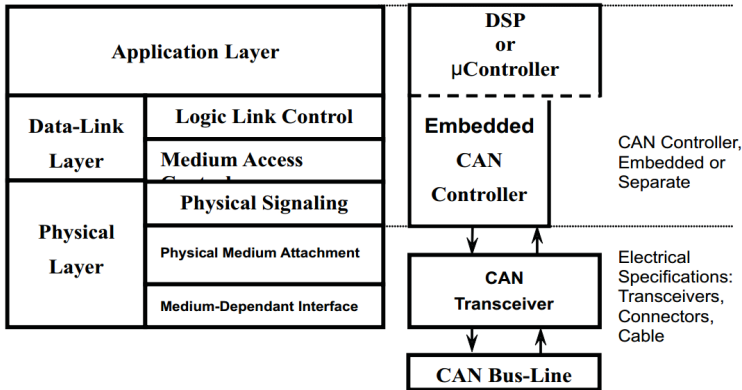 Application Layer
Data-Link
Layer
Logic Link Control
Medium Access
Physical
Layer
Physical Signaling
Physical Medium Attachment
Medium-Dependant Interface
DSP
or
µController
Embedded
CAN
Controller
CAN
Transceiver
CAN Bus-Line
CAN Controller,
Embedded or
Separate
Electrical
Specifications:
Transceivers,
Connectors,
Cable